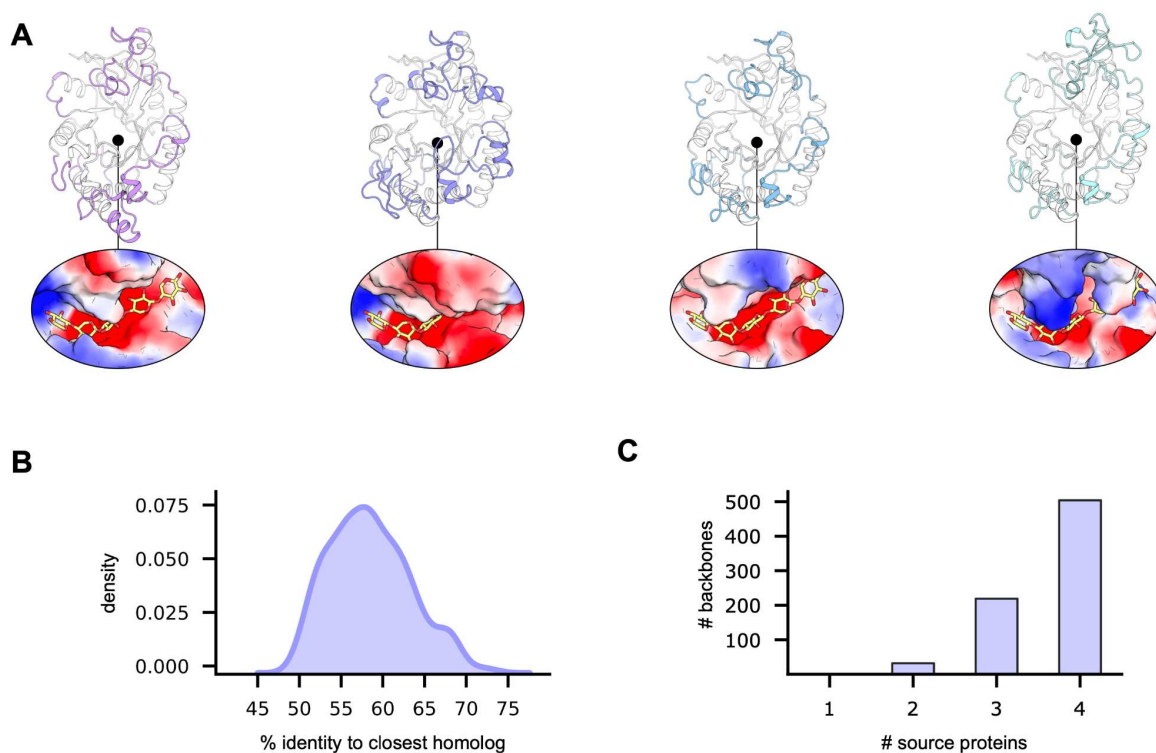 A
B
0.075
0.050
0.025
0.000
density
45 50 55 60 65 70 75
% identity to closest homolog
C
500
400
300
200
100
# backbones
1 2 3 4
# source proteins